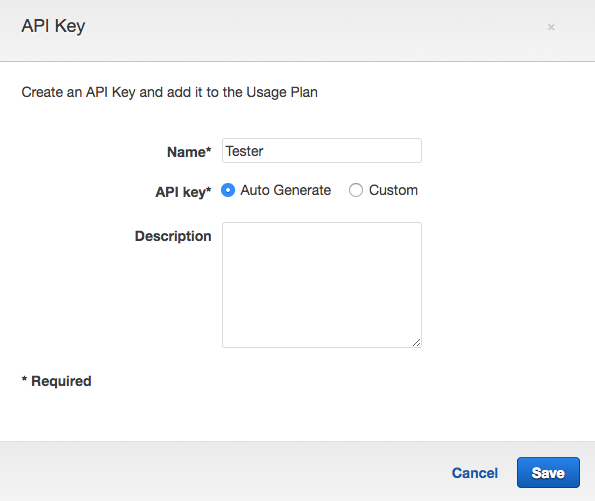 API Key
×
Create an API Key and add it to the Usage Plan
Name* Tester
API key* Auto Generate Custom
Description
* Required
Cancel Save